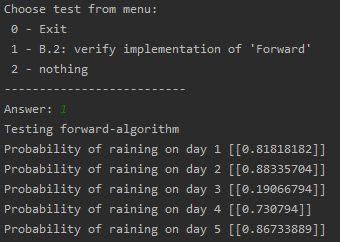 Choose test from menu:
 0 - Exit
 1 - B.2: verify implementation of 'Forward'
 2 - nothing
--------------------------
Answer: 1
Testing forward-algorithm
Probability of raining on day 1 [[0.81818182]]
Probability of raining on day 2 [[0.88335704]]
Probability of raining on day 3 [[0.19066794]]
Probability of raining on day 4 [[0.730794]]
Probability of raining on day 5 [[0.86733889]]